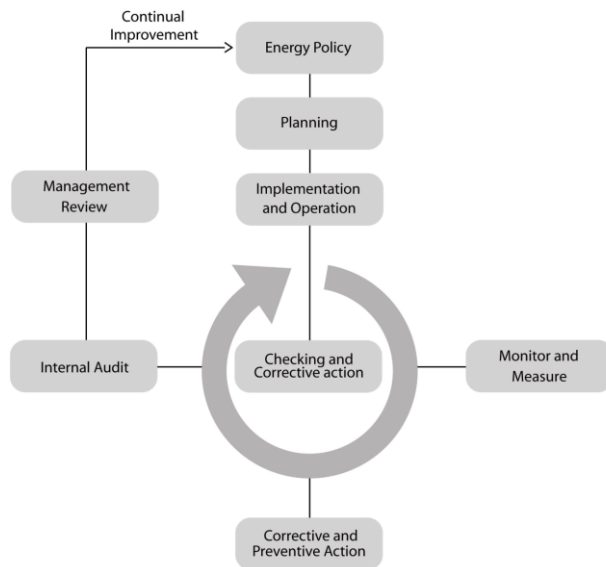 Continual
Improvement
Energy Policy
Planning
Management
Review
Implementation
and Operation
Internal Audit
Checking and
Corrective action
Monitor and
Measure
Corrective and
Preventive Action